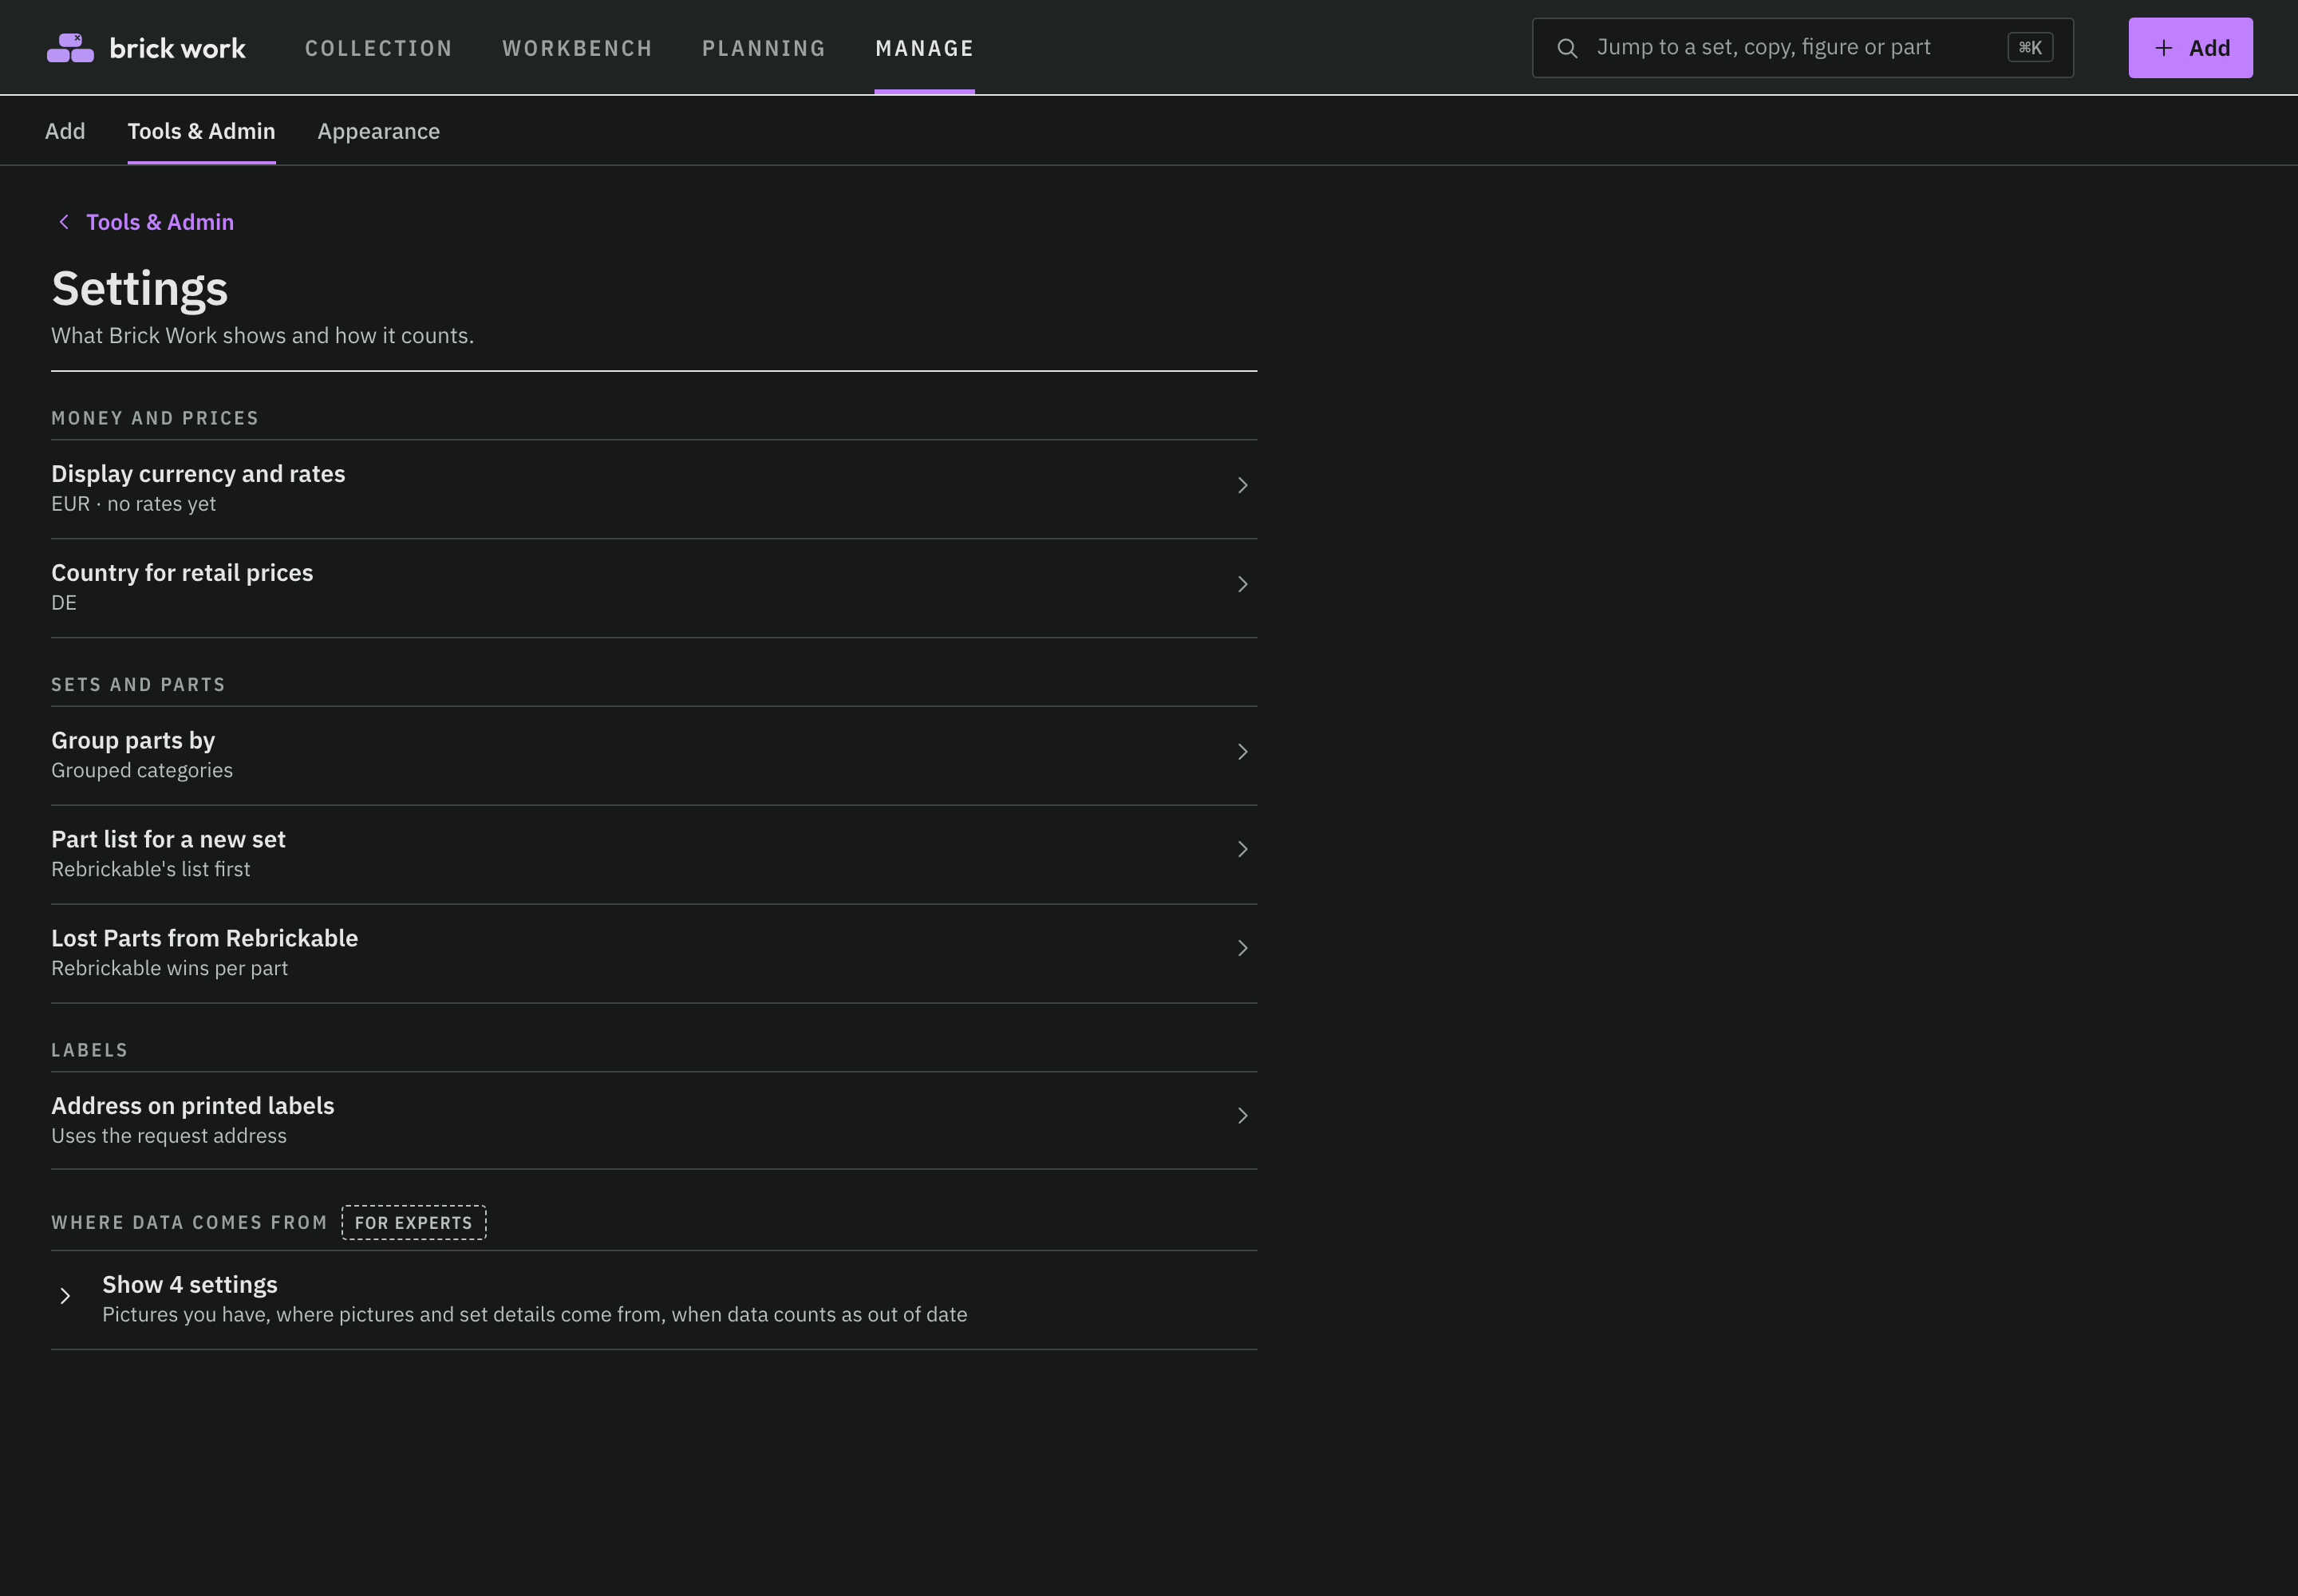 brick work
COLLECTION
WORKBENCH
PLANNING
MANAGE
Jump to a set, copy, figure or part
⌘K
+ Add
Add
Tools & Admin
Appearance
Tools & Admin
Settings
What Brick Work shows and how it counts.
MONEY AND PRICES
Display currency and rates
EUR · no rates yet
Country for retail prices
DE
SETS AND PARTS
Group parts by
Grouped categories
Part list for a new set
Rebrickable's list first
Lost Parts from Rebrickable
Rebrickable wins per part
LABELS
Address on printed labels
Uses the request address
WHERE DATA COMES FROM FOR EXPERTS
Show 4 settings
Pictures you have, where pictures and set details come from, when data counts as out of date